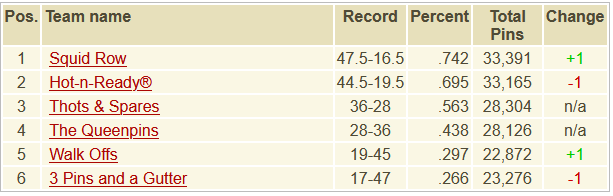 Pos. Team name Record Percent Total Pins Change
1 Squid Row 47.5-16.5 .742 33,391 +1
2 Hot-n-Ready® 44.5-19.5 .695 33,165 -1
3 Thots & Spares 36-28 .563 28,304 n/a
4 The Queenpins 28-36 .438 28,126 n/a
5 Walk Offs 19-45 .297 22,872 +1
6 3 Pins and a Gutter 17-47 .266 23,276 -1